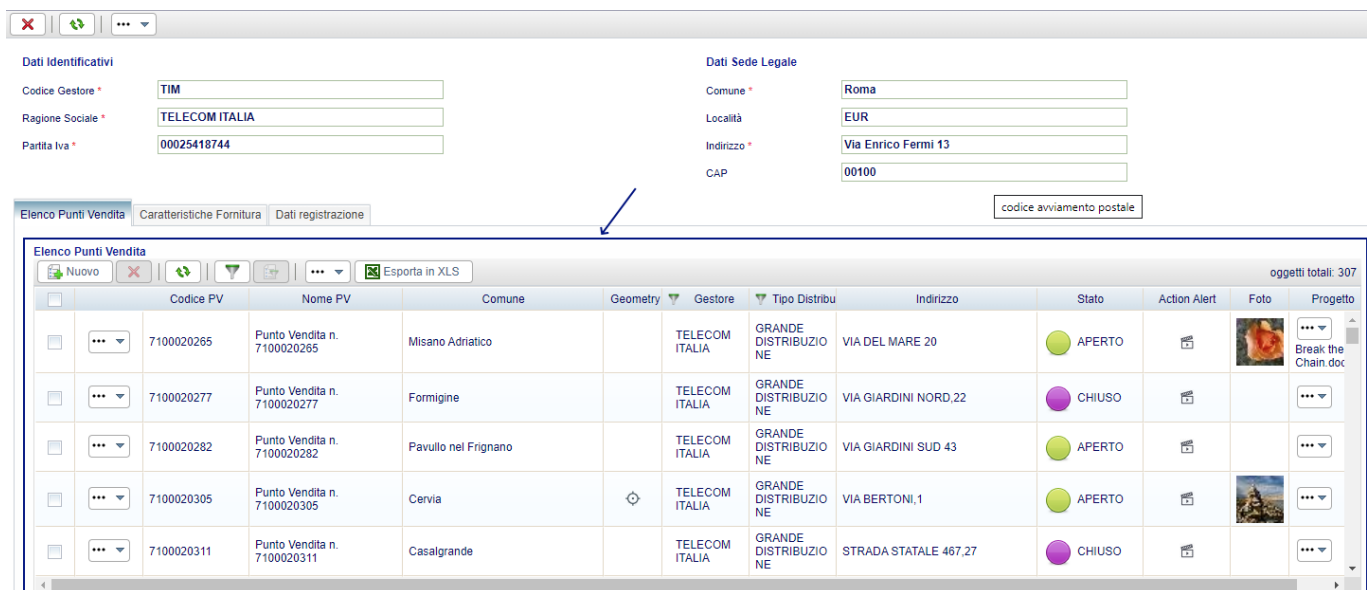 Dati Identificativi
Dati Sede Legale
Codice Gestore * TIM
Comune * Roma
Ragione Sociale * TELECOM ITALIA
Località EUR
Partita Iva * 00025418744
Indirizzo * Via Enrico Fermi 13
CAP 00100
codice avviamento postale
Elenco Punti Vendita Caratteristiche Fornitura Dati registrazione
Elenco Punti Vendita
Nuovo Esporta in XLS oggetti totali: 307
Codice PV Nome PV Comune Geometry Gestore Tipo Distribu Indirizzo Stato Action Alert Foto Progetto
7100020265
Punto Vendita n.
7100020265
Misano Adriatico
TELECOM
ITALIA
GRANDE
DISTRIBUZIO
NE
VIA DEL MARE 20
APERTO
Break the
Chain.doc
7100020277
Punto Vendita n.
7100020277
Formigine
TELECOM
ITALIA
GRANDE
DISTRIBUZIO
NE
VIA GIARDINI NORD,22
CHIUSO
7100020282
Punto Vendita n.
7100020282
Pavullo nel Frignano
TELECOM
ITALIA
GRANDE
DISTRIBUZIO
NE
VIA GIARDINI SUD 43
APERTO
7100020305
Punto Vendita n.
7100020305
Cervia
TELECOM
ITALIA
GRANDE
DISTRIBUZIO
NE
VIA BERTONI,1
APERTO
7100020311
Punto Vendita n.
7100020311
Casalgrande
TELECOM
ITALIA
GRANDE
DISTRIBUZIO
NE
STRADA STATALE 467,27
CHIUSO